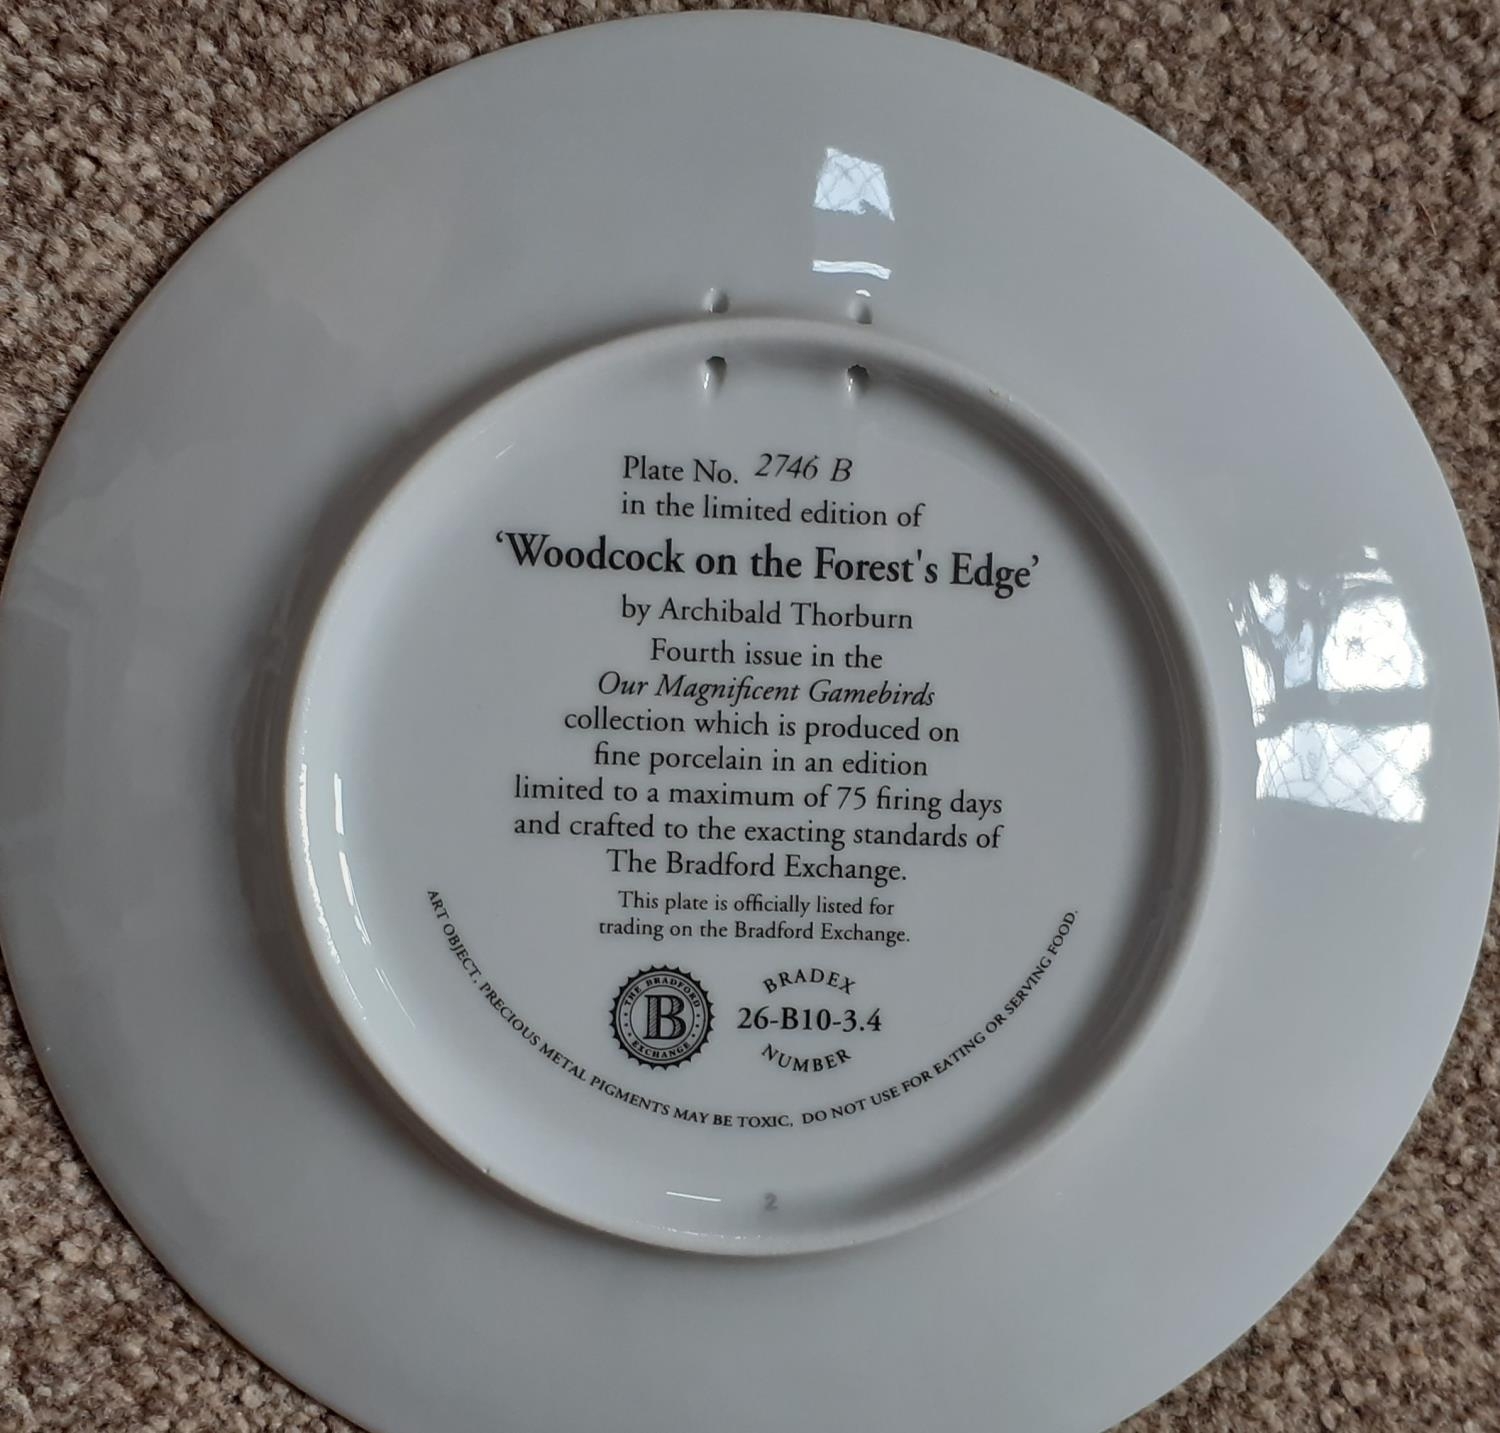 Plate No. 2746 B
in the limited edition of
‘Woodcock on the Forest's Edge’
by Archibald Thorburn
Fourth issue in the
Our Magnificent Gamebirds
collection which is produced on
fine porcelain in an edition
limited to a maximum of 75 firing days
and crafted to the exacting standards of
The Bradford Exchange.
This plate is officially listed for
trading on the Bradford Exchange.
THE BRADFORD
B
EXCHANGE
BRADEX
26-B10-3.4
NUMBER
ART OBJECT, PRECIOUS METAL PIGMENTS MAY BE TOXIC, DO NOT USE FOR EATING OR SERVING FOOD.
2